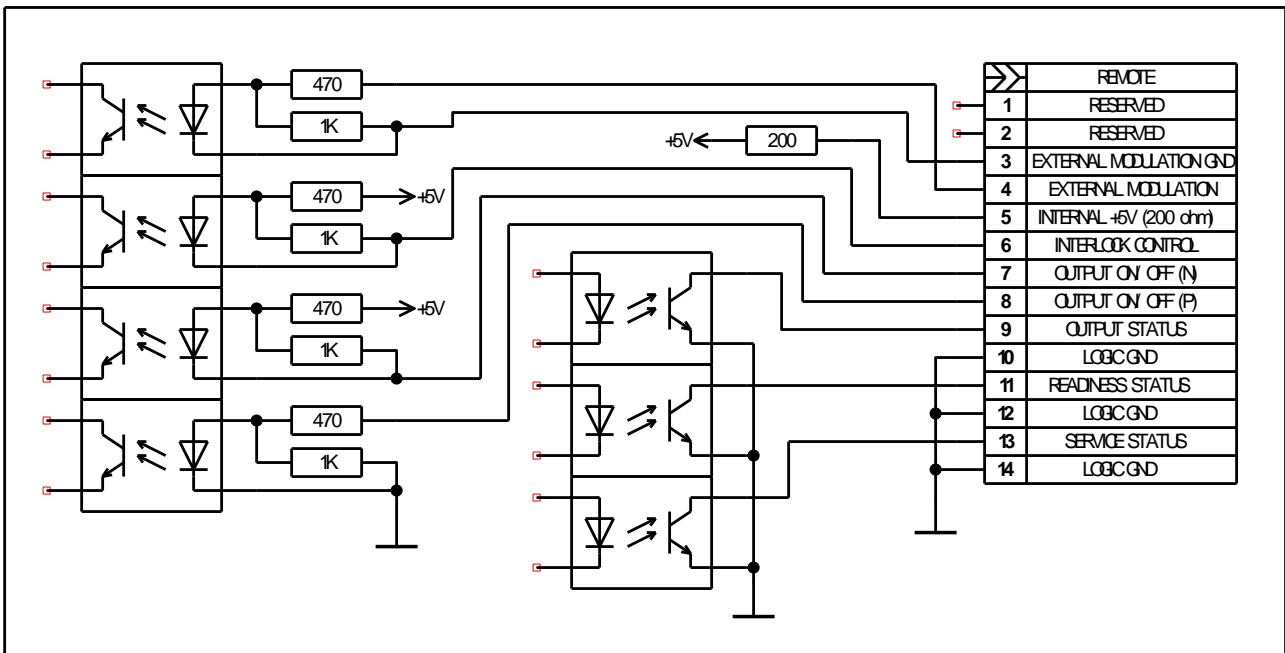 470
1K
470
+5V
1K
470
+5V
1K
470
1K
+5V
200
REMOTE
1 RESERVED
2 RESERVED
3 EXTERNAL MODULATION GND
4 EXTERNAL MODULATION
5 INTERNAL +5V (200 ohm)
6 INTERLOCK CONTROL
7 OUTPUT ON/ OFF (N)
8 OUTPUT ON/ OFF (P)
9 OUTPUT STATUS
10 LOGIC GND
11 READINESS STATUS
12 LOGIC GND
13 SERVICE STATUS
14 LOGIC GND